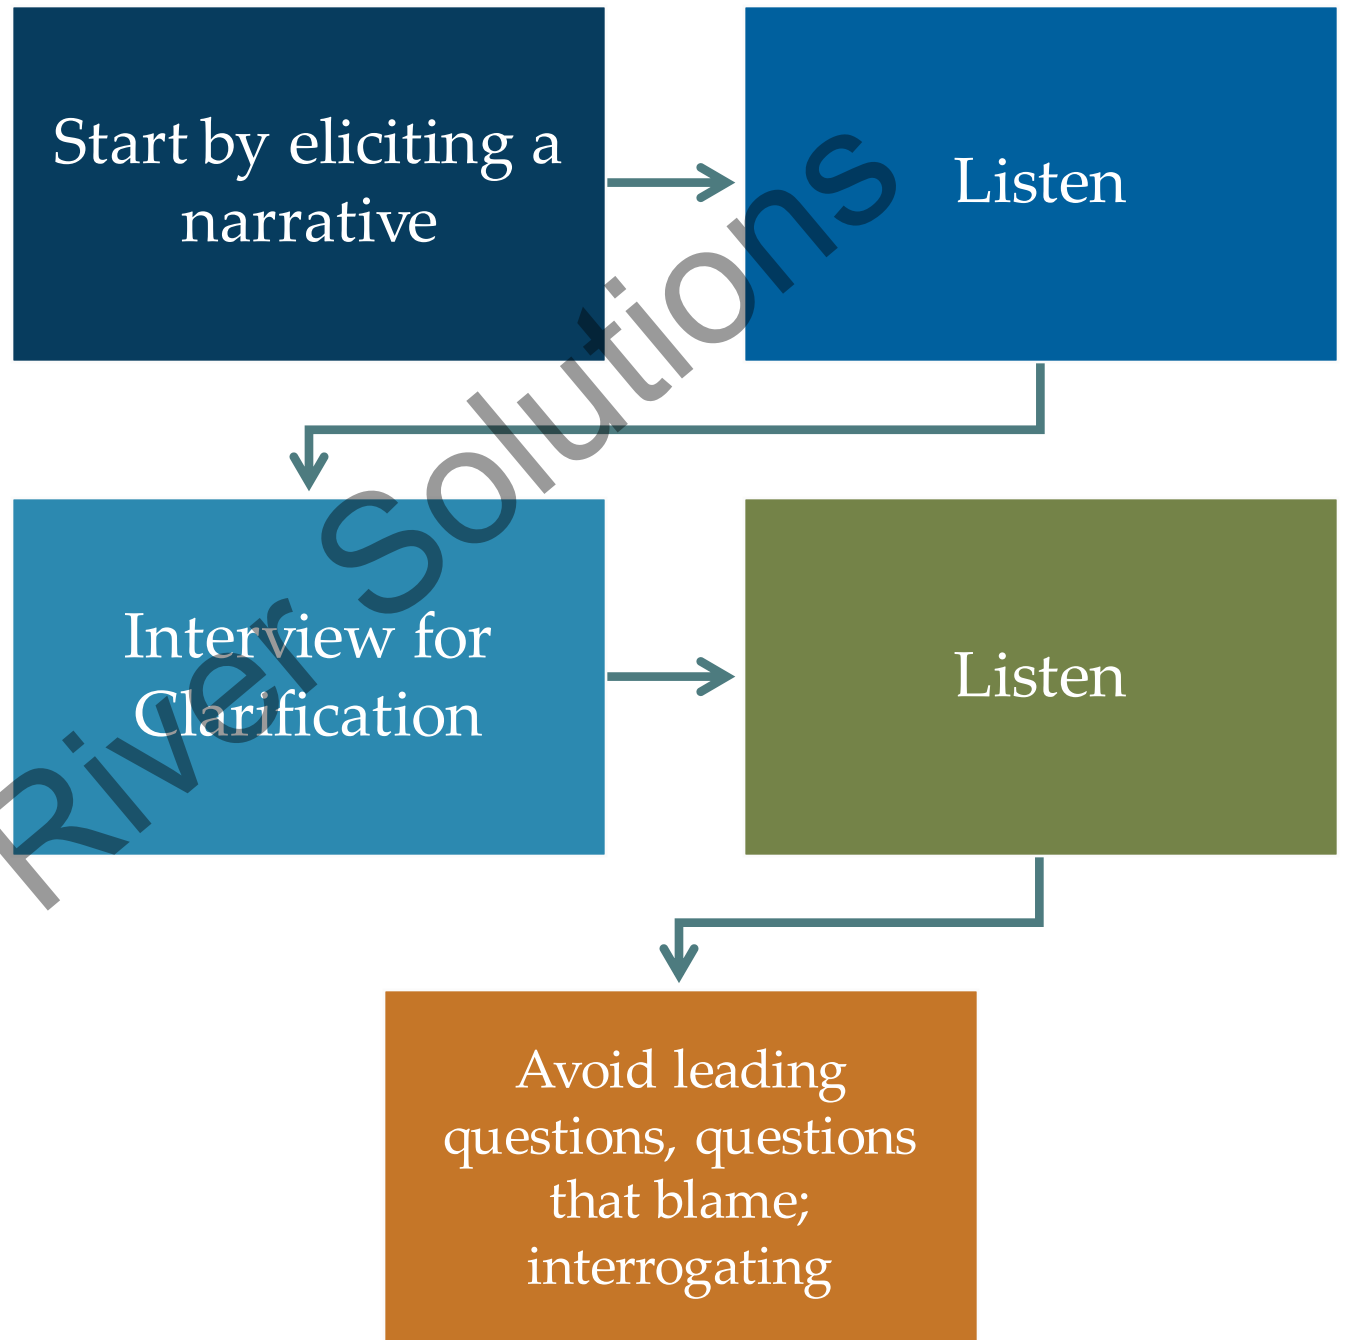 Start by eliciting a
narrative
Listen
Interview for
Clarification
Listen
Avoid leading
questions, questions
that blame;
interrogating
River Solutions